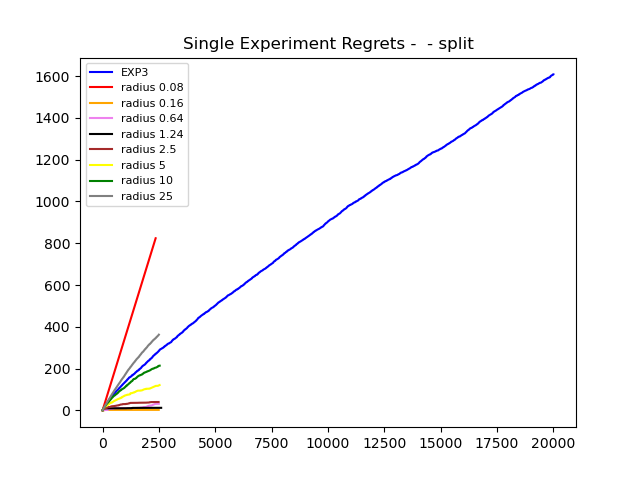 Single Experiment Regrets -  - split
EXP3
radius 0.08
radius 0.16
radius 0.64
radius 1.24
radius 2.5
radius 5
radius 10
radius 25
1600
1400
1200
1000
800
600
400
200
0
0 2500 5000 7500 10000 12500 15000 17500 20000